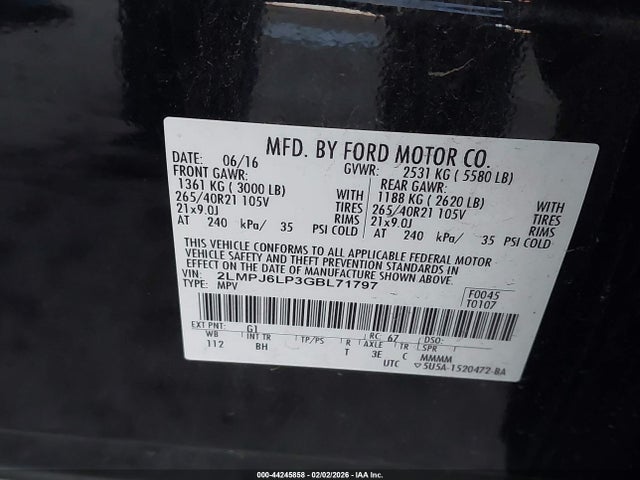 MFD. BY FORD MOTOR CO.
DATE: 06/16 GVWR: 2531 KG ( 5580 LB)
FRONT GAWR: REAR GAWR:
1361 KG ( 3000 LB) WITH 1188 KG ( 2620 LB) WITH
265/40R21 105V TIRES 265/40R21 105V TIRES
21x9.0J RIMS 21x9.0J RIMS
AT 240 kPa/ 35 PSI COLD AT 240 kPa/ 35 PSI COLD
THIS VEHICLE CONFORMS TO ALL APPLICABLE FEDERAL MOTOR
VEHICLE SAFETY AND THEFT PREVENTION STANDARDS IN EFFECT ON THE DATE OF MANUFACTURE SHOWN ABOVE.
VIN: 2LMPJ6LP3GBL71797
TYPE: MPV
F0045
T0107
EXT PNT: G1 RC: 67 DSO:
WB INT TR TP/PS R AXLE TR SPR
112 BH T 3E C MMMM
UTC ▽5U5A-1520472-BA
000-44245858 - 02/02/2026 - IAA Inc.